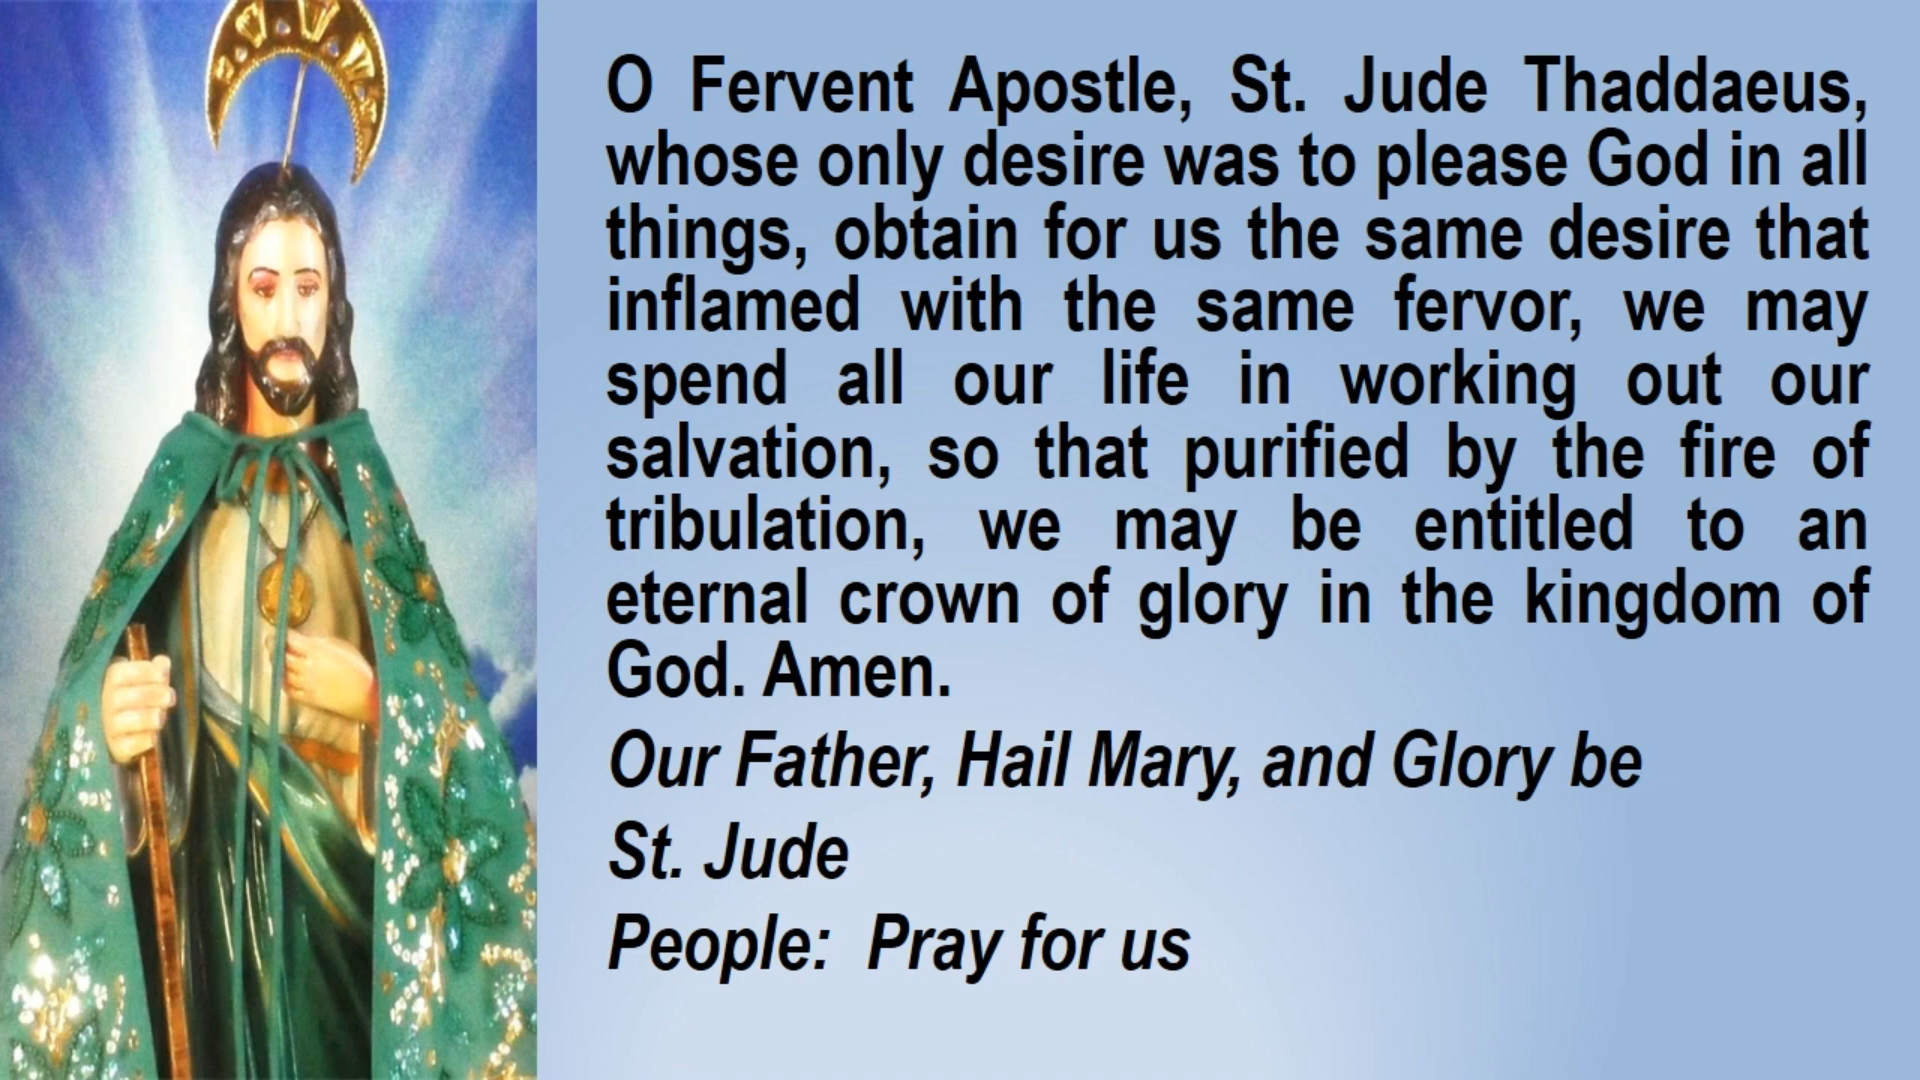 O Fervent Apostle, St. Jude Thaddaeus,
whose only desire was to please God in all
things, obtain for us the same desire that
inflamed with the same fervor, we may
spend all our life in working out our
salvation, so that purified by the fire of
tribulation, we may be entitled to an
eternal crown of glory in the kingdom of
God. Amen.
Our Father, Hail Mary, and Glory be
St. Jude
People:  Pray for us